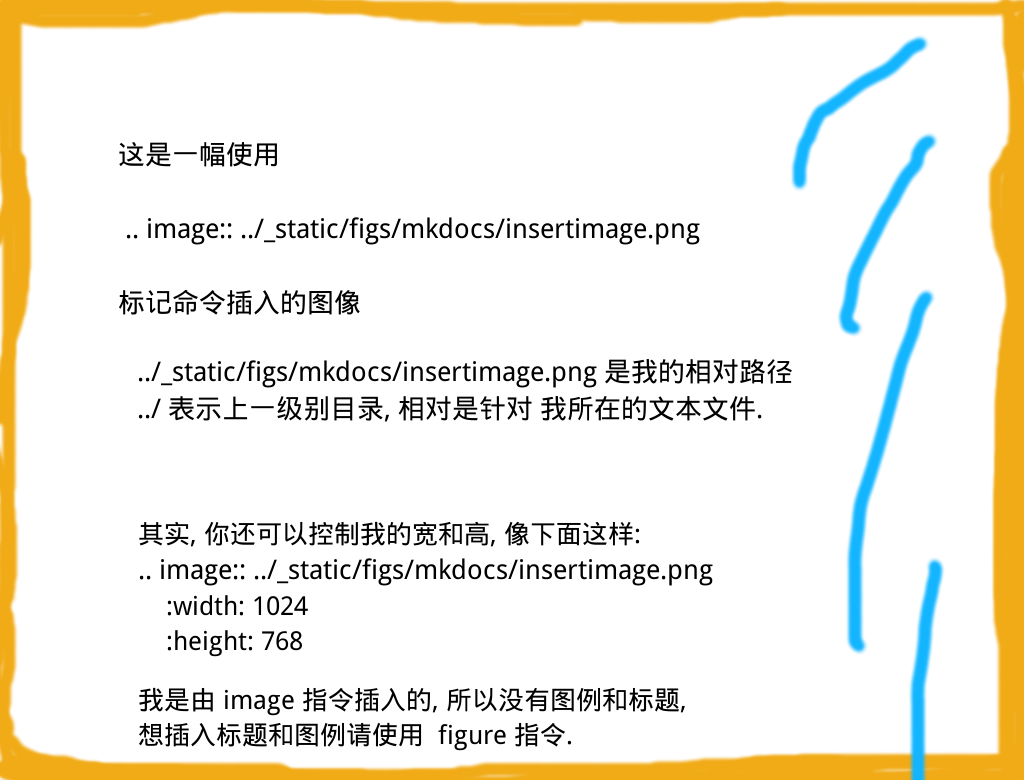 这是一幅使用
.. image:: ../_static/figs/mkdocs/insertimage.png
标记命令插入的图像
../_static/figs/mkdocs/insertimage.png 是我的相对路径
../ 表示上一级别目录, 相对是针对 我所在的文本文件.
其实, 你还可以控制我的宽和高, 像下面这样:
.. image:: ../_static/figs/mkdocs/insertimage.png
:width: 1024
:height: 768
我是由 image 指令插入的, 所以没有图例和标题,
想插入标题和图例请使用  figure 指令.